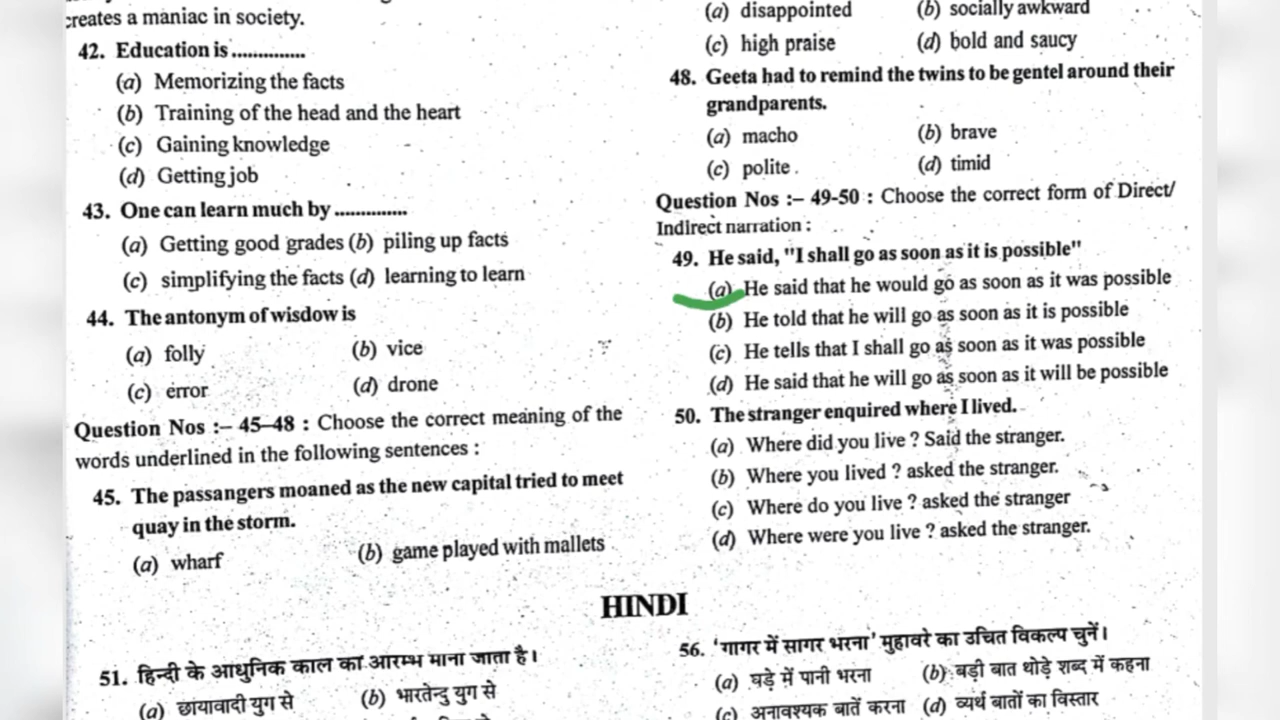 creates a maniac in society.
42. Education is ..............
(a) Memorizing the facts
(b) Training of the head and the heart
(c) Gaining knowledge
(d) Getting job
43. One can learn much by ..............
(a) Getting good grades (b) piling up facts
(c) simplifying the facts (d) learning to learn
44. The antonym of wisdow is
(a) folly (b) vice
(c) error (d) drone
Question Nos :– 45–48 : Choose the correct meaning of the
words underlined in the following sentences :
45. The passangers moaned as the new capital tried to meet
quay in the storm.
(a) wharf (b) game played with mallets
(a) disappointed (b) socially awkward
(c) high praise (d) bold and saucy
48. Geeta had to remind the twins to be gentel around their
grandparents.
(a) macho (b) brave
(c) polite (d) timid
Question Nos :– 49-50 : Choose the correct form of Direct/
Indirect narration :
49. He said, "I shall go as soon as it is possible"
(a) He said that he would go as soon as it was possible
(b) He told that he will go as soon as it is possible
(c) He tells that I shall go as soon as it was possible
(d) He said that he will go as soon as it will be possible
50. The stranger enquired where I lived.
(a) Where did you live ? Said the stranger.
(b) Where you lived ? asked the stranger.
(c) Where do you live ? asked the stranger
(d) Where were you live ? asked the stranger.
HINDI
51. हिन्दी के आधुनिक काल का आरम्भ माना जाता है।
(a) छायावादी युग से (b) भारतेन्दु युग से
56. 'गागर में सागर भरना' मुहावरे का उचित विकल्प चुनें।
(a) घड़े में पानी भरना (b) बड़ी बात थोड़े शब्द में कहना
(c) अनावश्यक बातें करना (d) व्यर्थ बातों का विस्तार